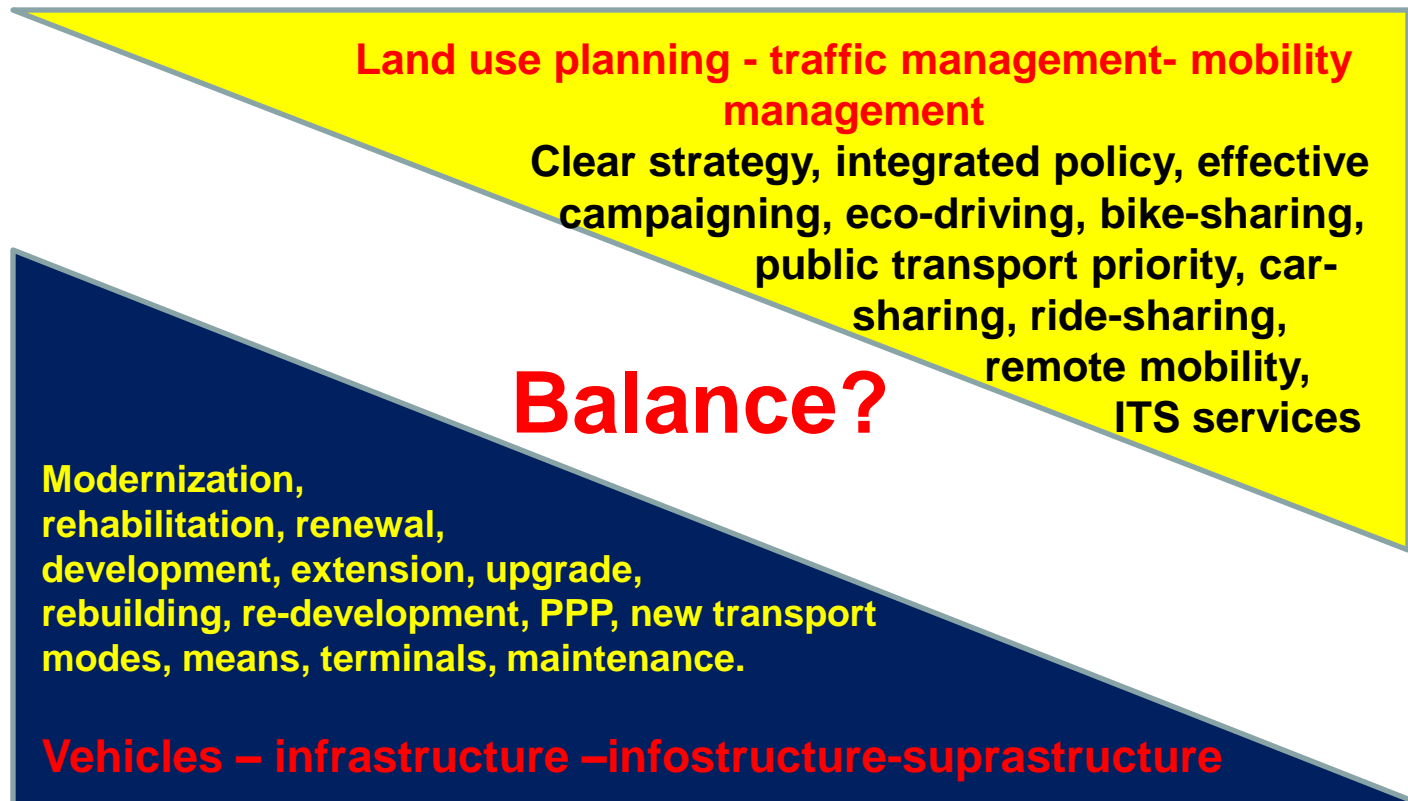 Land use planning - traffic management- mobility
management
Clear strategy, integrated policy, effective
campaigning, eco-driving, bike-sharing,
public transport priority, car-
sharing, ride-sharing,
remote mobility,
ITS services
Balance?
Modernization,
rehabilitation, renewal,
development, extension, upgrade,
rebuilding, re-development, PPP, new transport
modes, means, terminals, maintenance.
Vehicles – infrastructure –infostructure-suprastructure